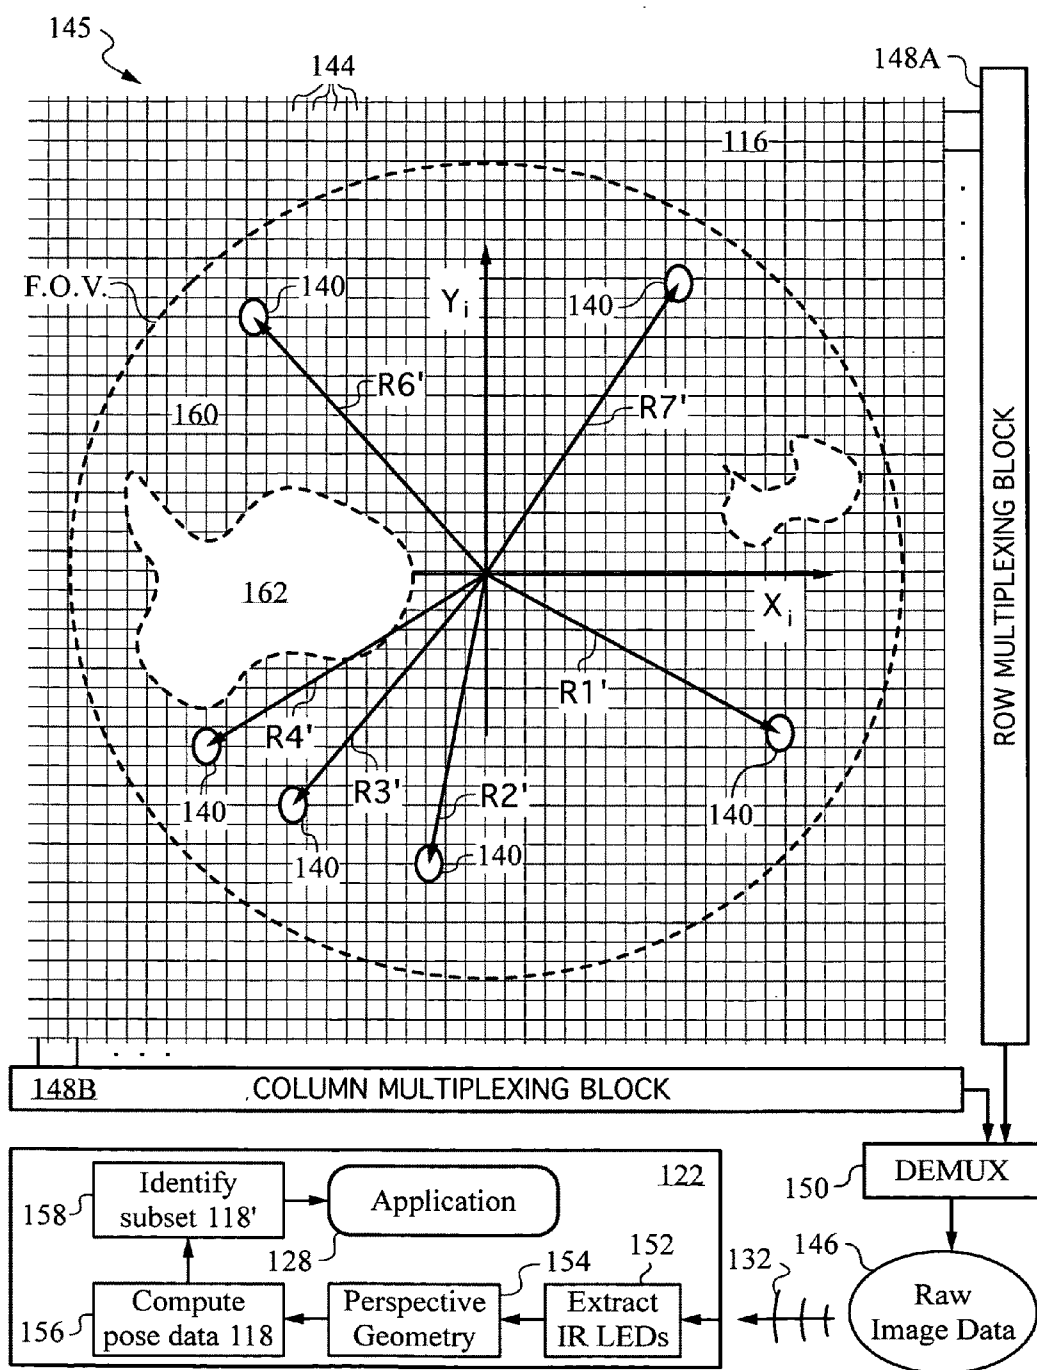 145
144
148A
116
F.O.V.
140
Yi
140
R6'
R7'
160
162
Xi
R1'
R4'
R3'
R2'
140
140
140
140
ROW MULTIPLEXING BLOCK
. . .
148B
COLUMN MULTIPLEXING BLOCK
122
150
DEMUX
158
Identify
subset 118'
Application
128
154
152
132
146
156
Compute
pose data 118
Perspective
Geometry
Extract
IR LEDs
Raw
Image Data